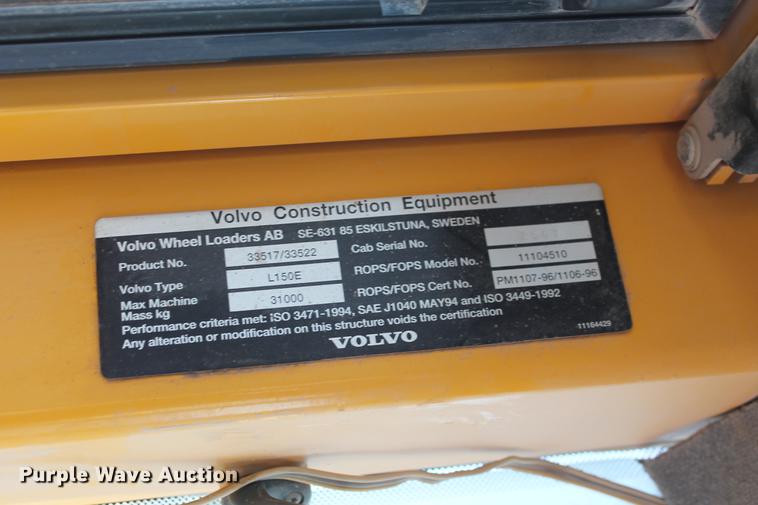 Volvo Construction Equipment
Volvo Wheel Loaders AB SE-631 85 ESKILSTUNA, SWEDEN
Product No. 33517/33522 Cab Serial No.
Volvo Type L150E ROPS/FOPS Model No. 11104510
Max Machine Mass kg 31000 ROPS/FOPS Cert No. PM1107-96/1106-96
Performance criteria met: ISO 3471-1994, SAE J1040 MAY94 and ISO 3449-1992
Any alteration or modification on this structure voids the certification
VOLVO 11164429
Purple Wave Auction